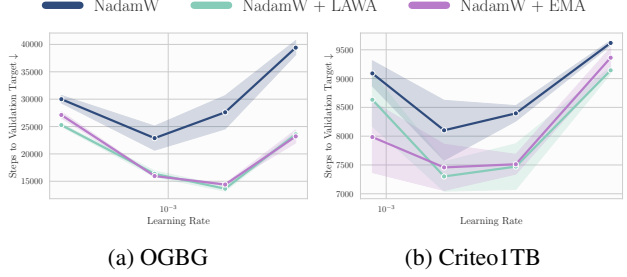 NadamW NadamW + LAWA NadamW + EMA
Steps to Validation Target ↓
40000
35000
30000
25000
20000
15000
10⁻³
Learning Rate
(a) OGBG
Steps to Validation Target ↓
9500
9000
8500
8000
7500
7000
10⁻³
Learning Rate
(b) Criteo1TB